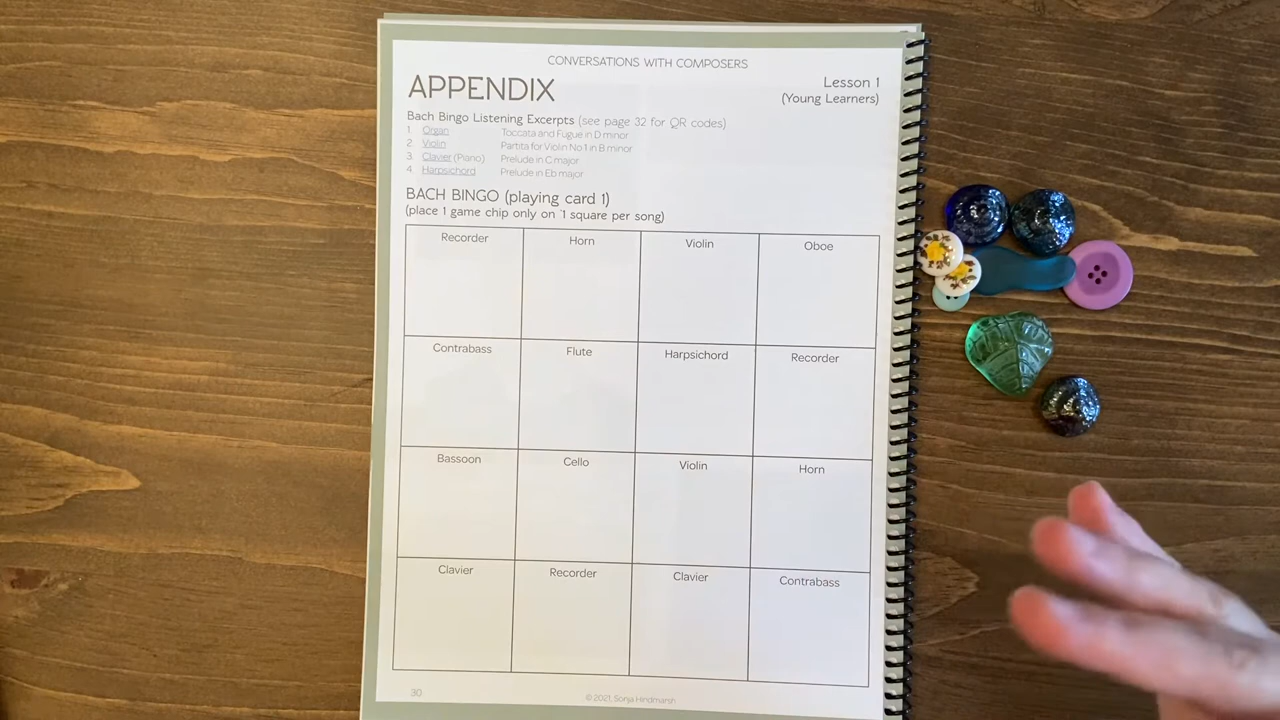 CONVERSATIONS WITH COMPOSERS
APPENDIX
Lesson 1
(Young Learners)
Bach Bingo Listening Excerpts (see page 32 for QR codes)
1. Organ Toccata and Fugue in D minor
2. Violin Partita for Violin No 1 in B minor
3. Clavier (Piano) Prelude in C major
4. Harpsichord Prelude in Eb major
BACH BINGO (playing card 1)
(place 1 game chip only on 1 square per song)
Recorder Horn Violin Oboe
Contrabass Flute Harpsichord Recorder
Bassoon Cello Violin Horn
Clavier Recorder Clavier Contrabass
30
© 2021, Sonja Hindmarsh